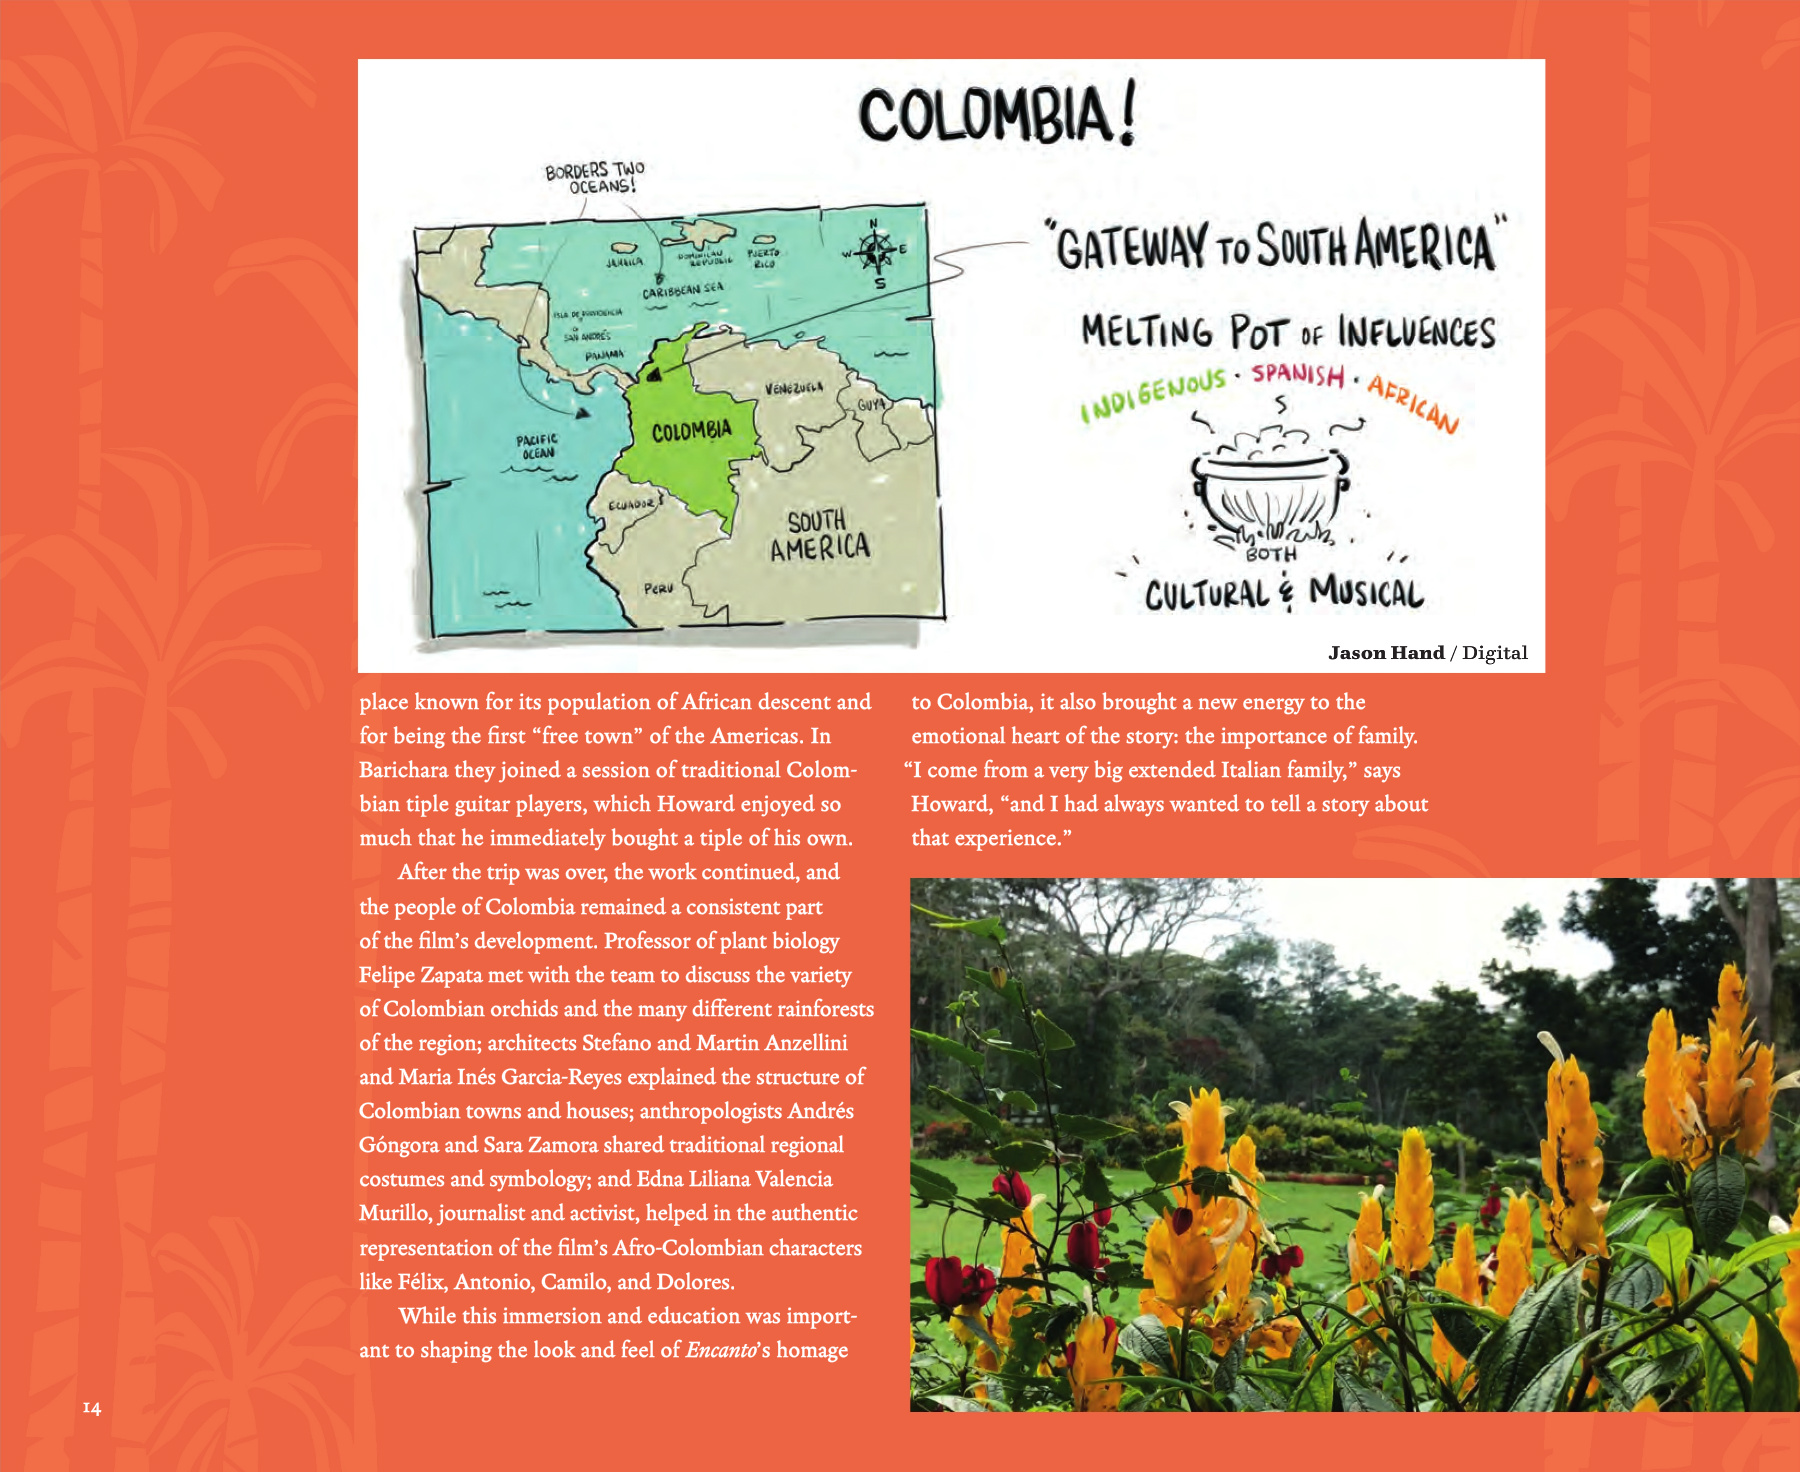 COLOMBIA!
BORDERS TWO
OCEANS!
N
W
E
S
JAMAICA
DOMINICAN
REPUBLIC
PUERTO
RICO
CARIBBEAN SEA
ISLA DE PROVIDENCIA
SAN ANDRÉS
PANAMA
VENEZUELA
GUYA
COLOMBIA
PACIFIC
OCEAN
ECUADOR
SOUTH
AMERICA
PERU
"GATEWAY TO SOUTH AMERICA"
MELTING POT OF INFLUENCES
INDIGENOUS · SPANISH · AFRICAN
BOTH
CULTURAL & MUSICAL
Jason Hand / Digital
place known for its population of African descent and
for being the first “free town” of the Americas. In
Barichara they joined a session of traditional Colom-
bian tiple guitar players, which Howard enjoyed so
much that he immediately bought a tiple of his own.
After the trip was over, the work continued, and
the people of Colombia remained a consistent part
of the film’s development. Professor of plant biology
Felipe Zapata met with the team to discuss the variety
of Colombian orchids and the many different rainforests
of the region; architects Stefano and Martin Anzellini
and Maria Inés Garcia-Reyes explained the structure of
Colombian towns and houses; anthropologists Andrés
Góngora and Sara Zamora shared traditional regional
costumes and symbology; and Edna Liliana Valencia
Murillo, journalist and activist, helped in the authentic
representation of the film’s Afro-Colombian characters
like Félix, Antonio, Camilo, and Dolores.
While this immersion and education was import-
ant to shaping the look and feel of Encanto’s homage
to Colombia, it also brought a new energy to the
emotional heart of the story: the importance of family.
“I come from a very big extended Italian family,” says
Howard, “and I had always wanted to tell a story about
that experience.”
14